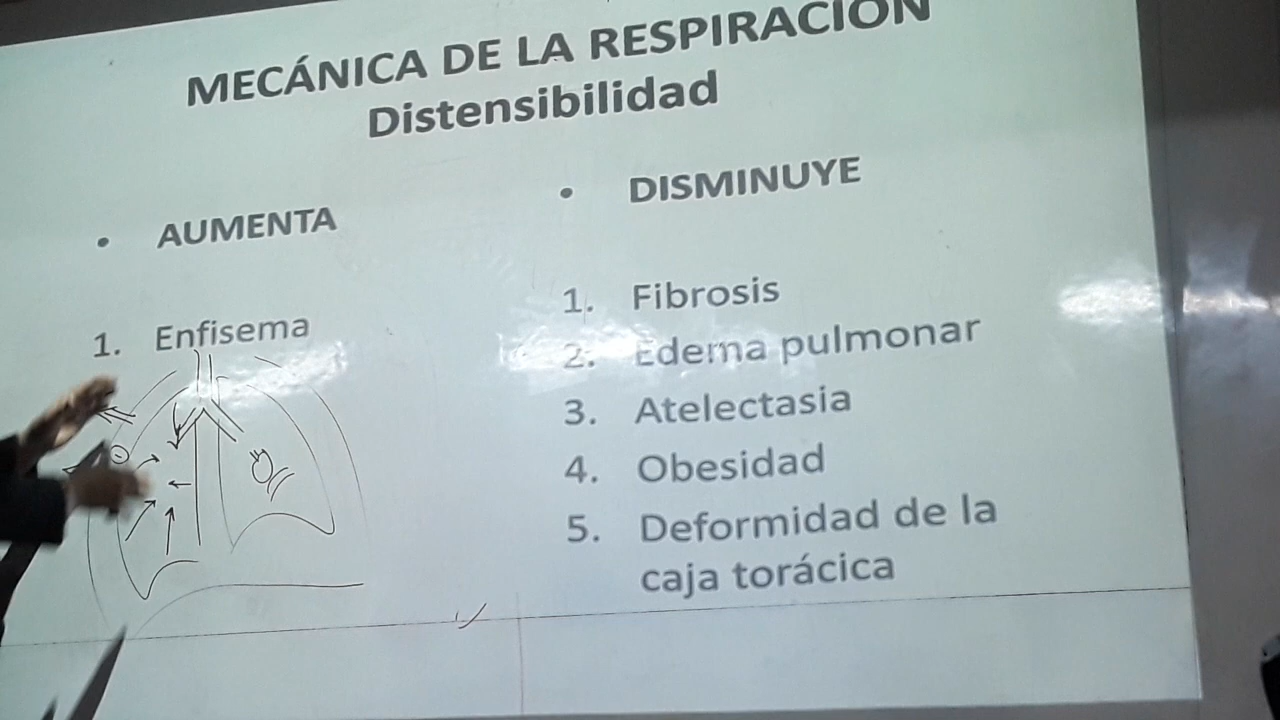 MECÁNICA DE LA RESPIRACIÓN
Distensibilidad
• AUMENTA
1. Enfisema
• DISMINUYE
1. Fibrosis
2. Edema pulmonar
3. Atelectasia
4. Obesidad
5. Deformidad de la
caja torácica